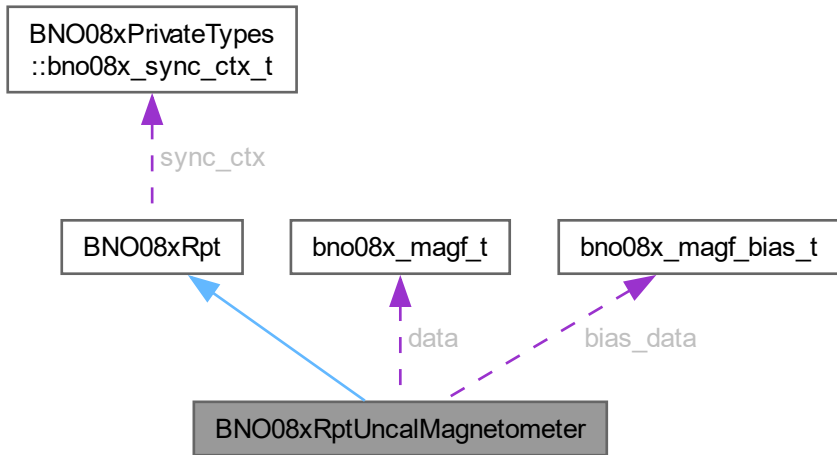 BNO08xPrivateTypes
::bno08x_sync_ctx_t
sync_ctx
BNO08xRpt
bno08x_magf_t
bno08x_magf_bias_t
data
bias_data
BNO08xRptUncalMagnetometer